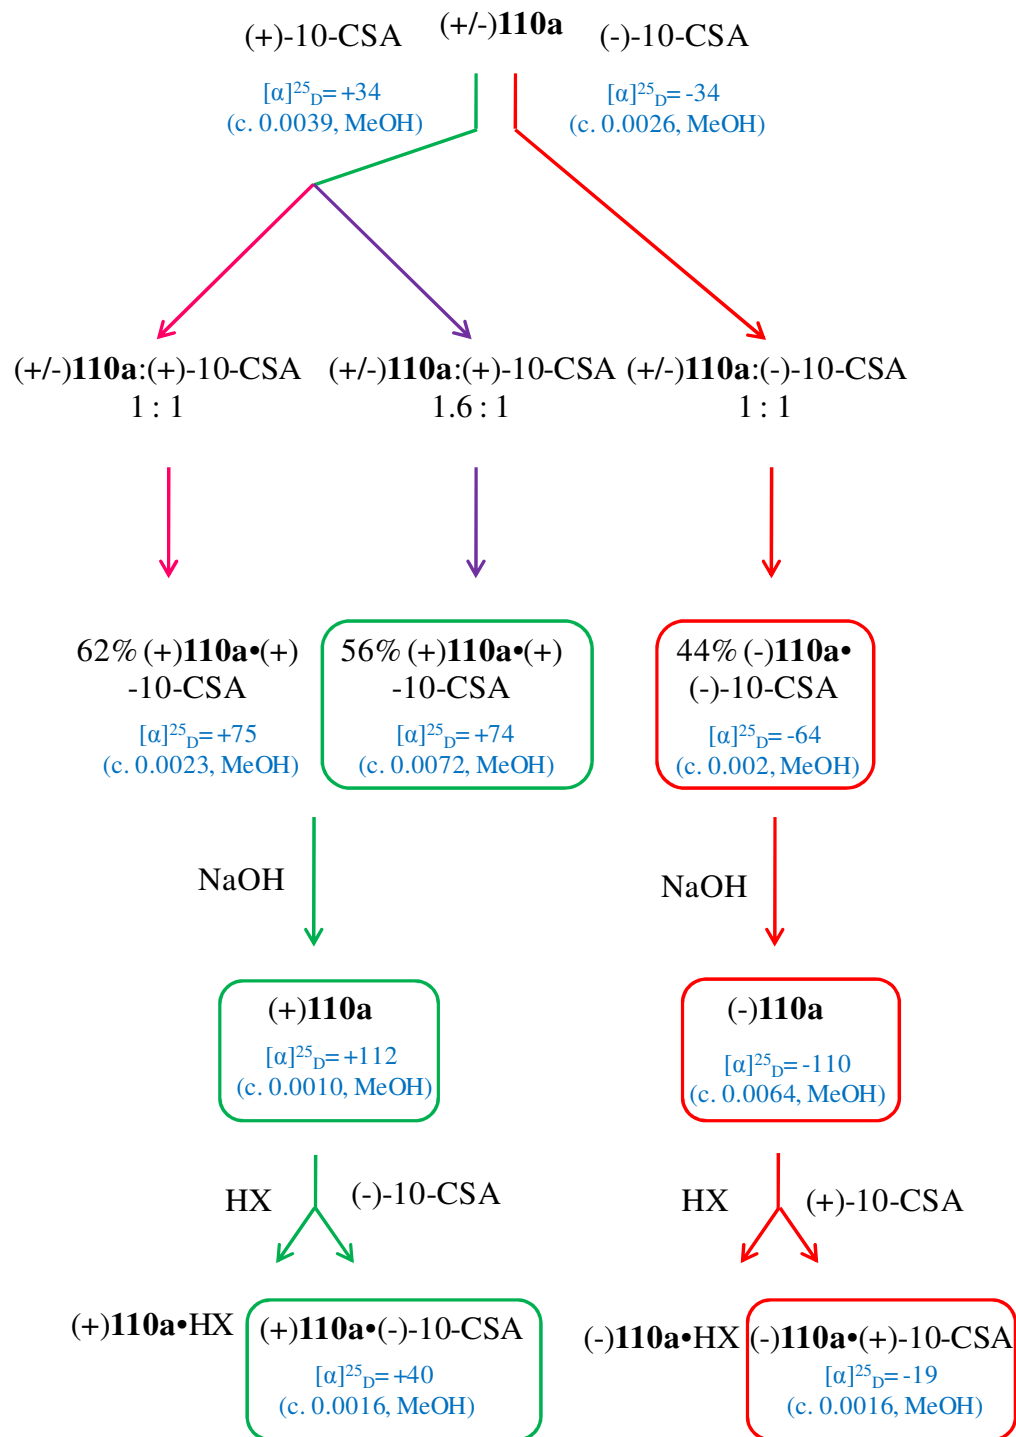 (+)-10-CSA (+/-)110a (-)-10-CSA
[α]²⁵D= +34 [α]²⁵D= -34
(c. 0.0039, MeOH) (c. 0.0026, MeOH)
(+/-)110a:(+)-10-CSA (+/-)110a:(+)-10-CSA (+/-)110a:(-)-10-CSA
1 : 1 1.6 : 1 1 : 1
62% (+)110a•(+) 56% (+)110a•(+) 44% (-)110a•
-10-CSA -10-CSA (-)-10-CSA
[α]²⁵D= +75 [α]²⁵D= +74 [α]²⁵D= -64
(c. 0.0023, MeOH) (c. 0.0072, MeOH) (c. 0.002, MeOH)
NaOH NaOH
(+)110a (-)110a
[α]²⁵D= +112 [α]²⁵D= -110
(c. 0.0010, MeOH) (c. 0.0064, MeOH)
HX (-)-10-CSA HX (+)-10-CSA
(+)110a•HX (+)110a•(-)-10-CSA (-)110a•HX (-)110a•(+)-10-CSA
[α]²⁵D= +40 [α]²⁵D= -19
(c. 0.0016, MeOH) (c. 0.0016, MeOH)